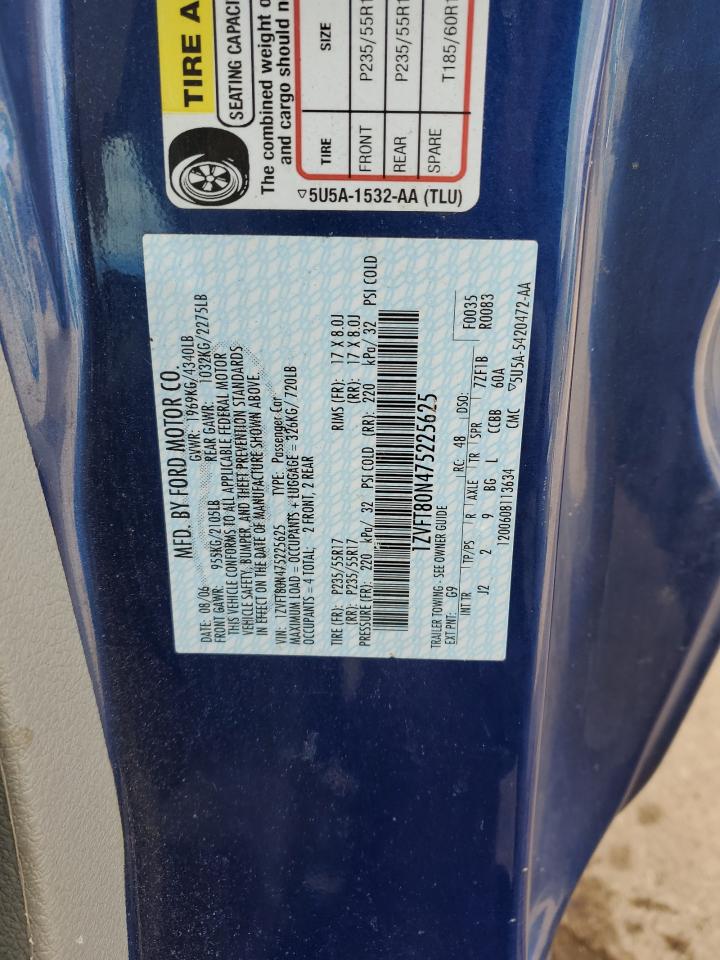 TIRE A
SEATING CAPACI
The combined weight o
and cargo should n
TIRE SIZE
FRONT P235/55R1
REAR P235/55R1
SPARE T185/60R1
▽5U5A-1532-AA (TLU)
MFD. BY FORD MOTOR CO.
DATE: 08/06 GVWR: 1969KG/4340LB
FRONT GAWR: 955KG/2105LB REAR GAWR: 1032KG/2275LB
THIS VEHICLE CONFORMS TO ALL APPLICABLE FEDERAL MOTOR
VEHICLE SAFETY, BUMPER, AND THEFT PREVENTION STANDARDS
IN EFFECT ON THE DATE OF MANUFACTURE SHOWN ABOVE.
VIN: 1ZVFT80N475225625 TYPE: Passenger Car
MAXIMUM LOAD = OCCUPANTS + LUGGAGE = 326KG/ 720LB
OCCUPANTS = 4 TOTAL: 2 FRONT, 2 REAR
TIRE (FR): P235/55R17 RIMS (FR): 17 X 8.0J
(RR): P235/55R17 (RR): 17 X 8.0J
PRESSURE (FR): 220 kPa/ 32 PSI COLD (RR): 220 kPa/ 32 PSI COLD
1ZVFT80N475225625
TRAILER TOWING - SEE OWNER GUIDE
EXT PNT: G9 RC: 48 DSO: F0035
INT TR TP/PS R AXLE TR SPR 7ZF1B R0083
J2 2 9 BG L CCBB 60A
12006081 13634 CMC ▽5U5A-5420472-AA